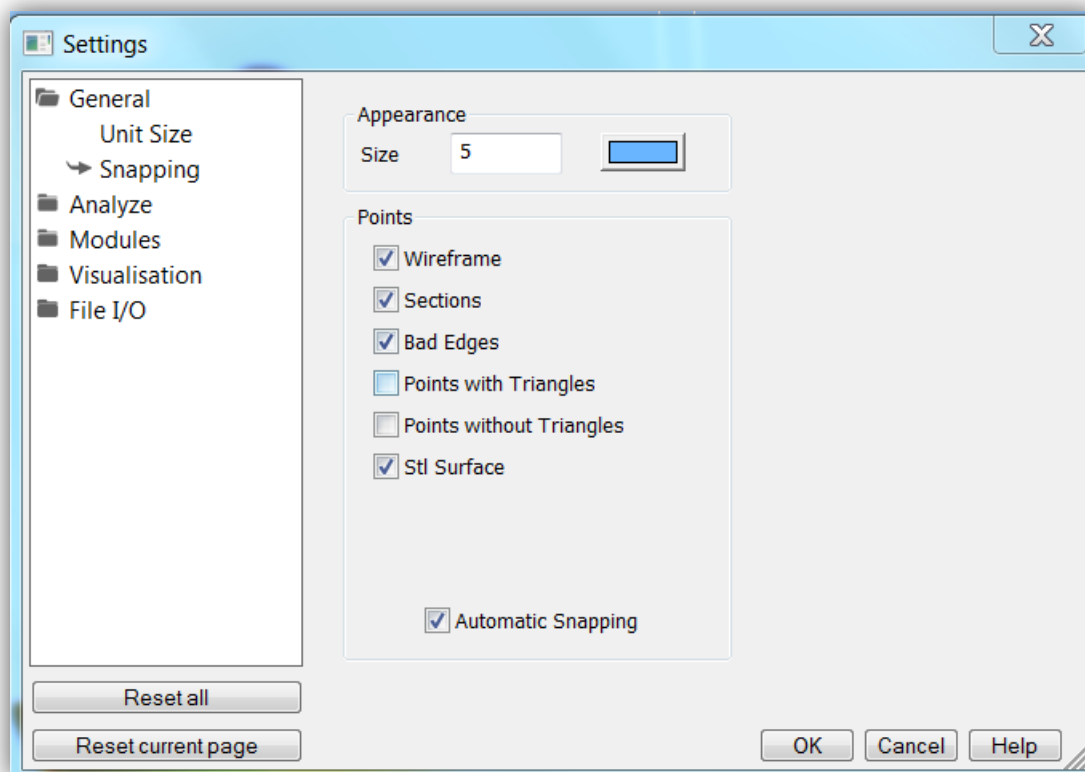 Settings
General
Unit Size
Snapping
Analyze
Modules
Visualisation
File I/O
Reset all
Reset current page
Appearance
Size 5
Points
Wireframe
Sections
Bad Edges
Points with Triangles
Points without Triangles
Stl Surface
Automatic Snapping
OK Cancel Help